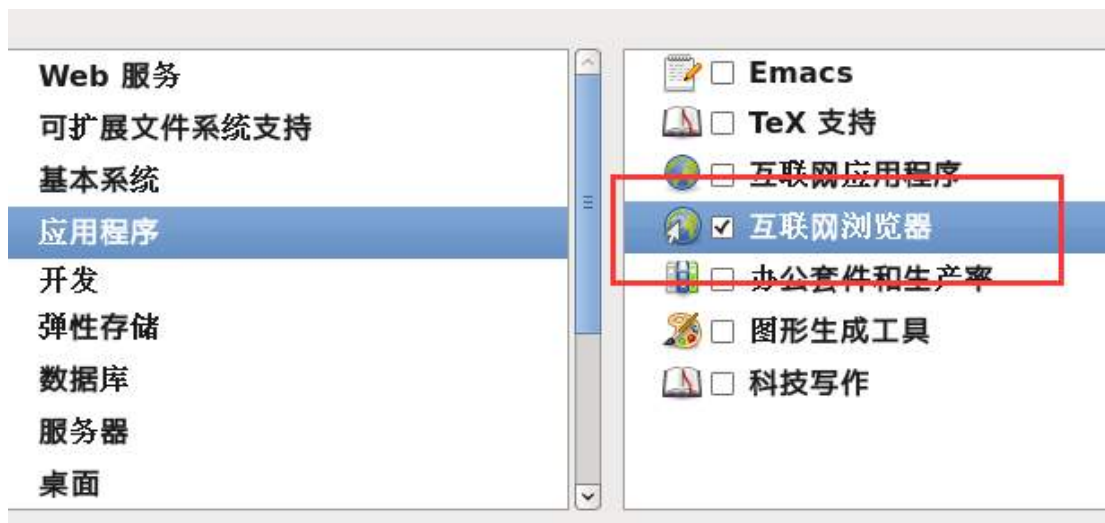 Web 服务
可扩展文件系统支持
基本系统
应用程序
开发
弹性存储
数据库
服务器
桌面
Emacs
TeX 支持
互联网应用程序
互联网浏览器
办公套件和生产率
图形生成工具
科技写作